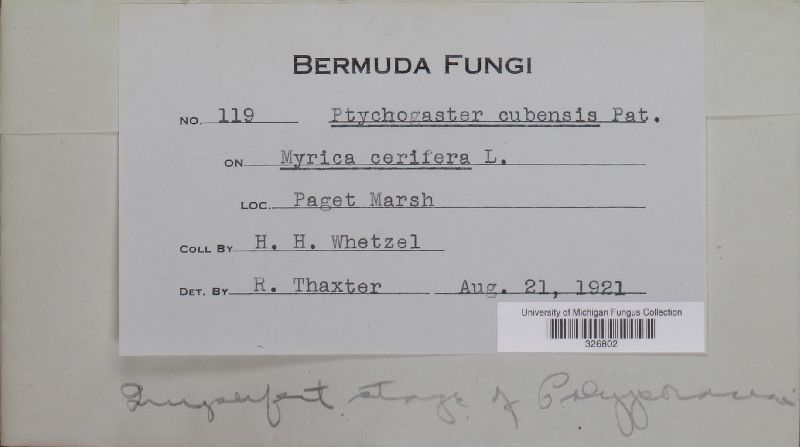 BERMUDA FUNGI
NO. 119 Ptychogaster cubensis Pat.
ON Myrica cerifera L.
LOC. Paget Marsh
COLL BY. H. H. Whetzel
DET. BY R. Thaxter Aug. 21, 1921
University of Michigan Fungus Collection
326802
Imperfect stage of Polyporaceae